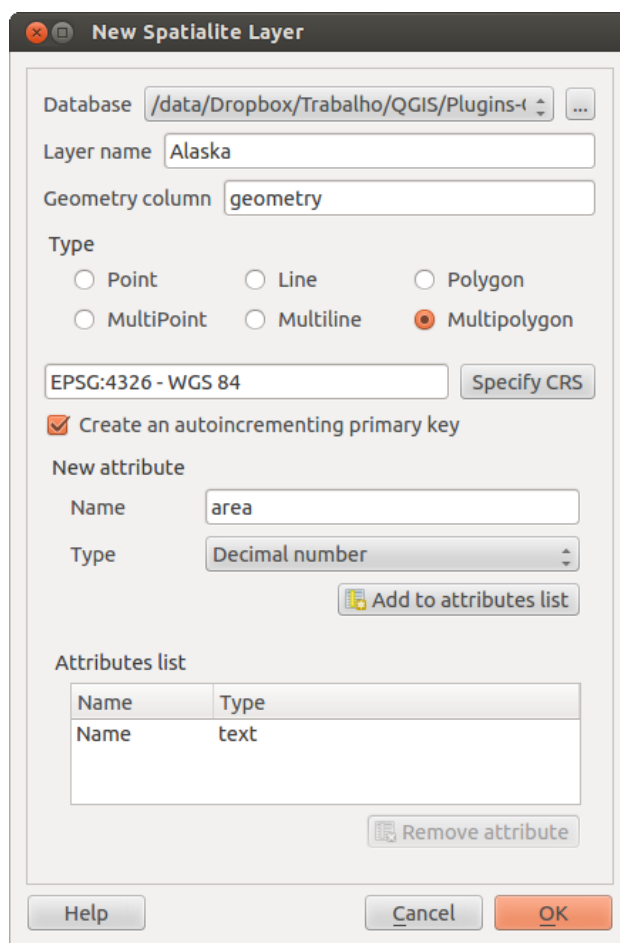 New Spatialite Layer
Database /data/Dropbox/Trabalho/QGIS/Plugins-( ...
Layer name Alaska
Geometry column geometry
Type
Point Line Polygon
MultiPoint Multiline Multipolygon
EPSG:4326 - WGS 84 Specify CRS
Create an autoincrementing primary key
New attribute
Name area
Type Decimal number
Add to attributes list
Attributes list
Name Type
Name text
Remove attribute
Help Cancel OK